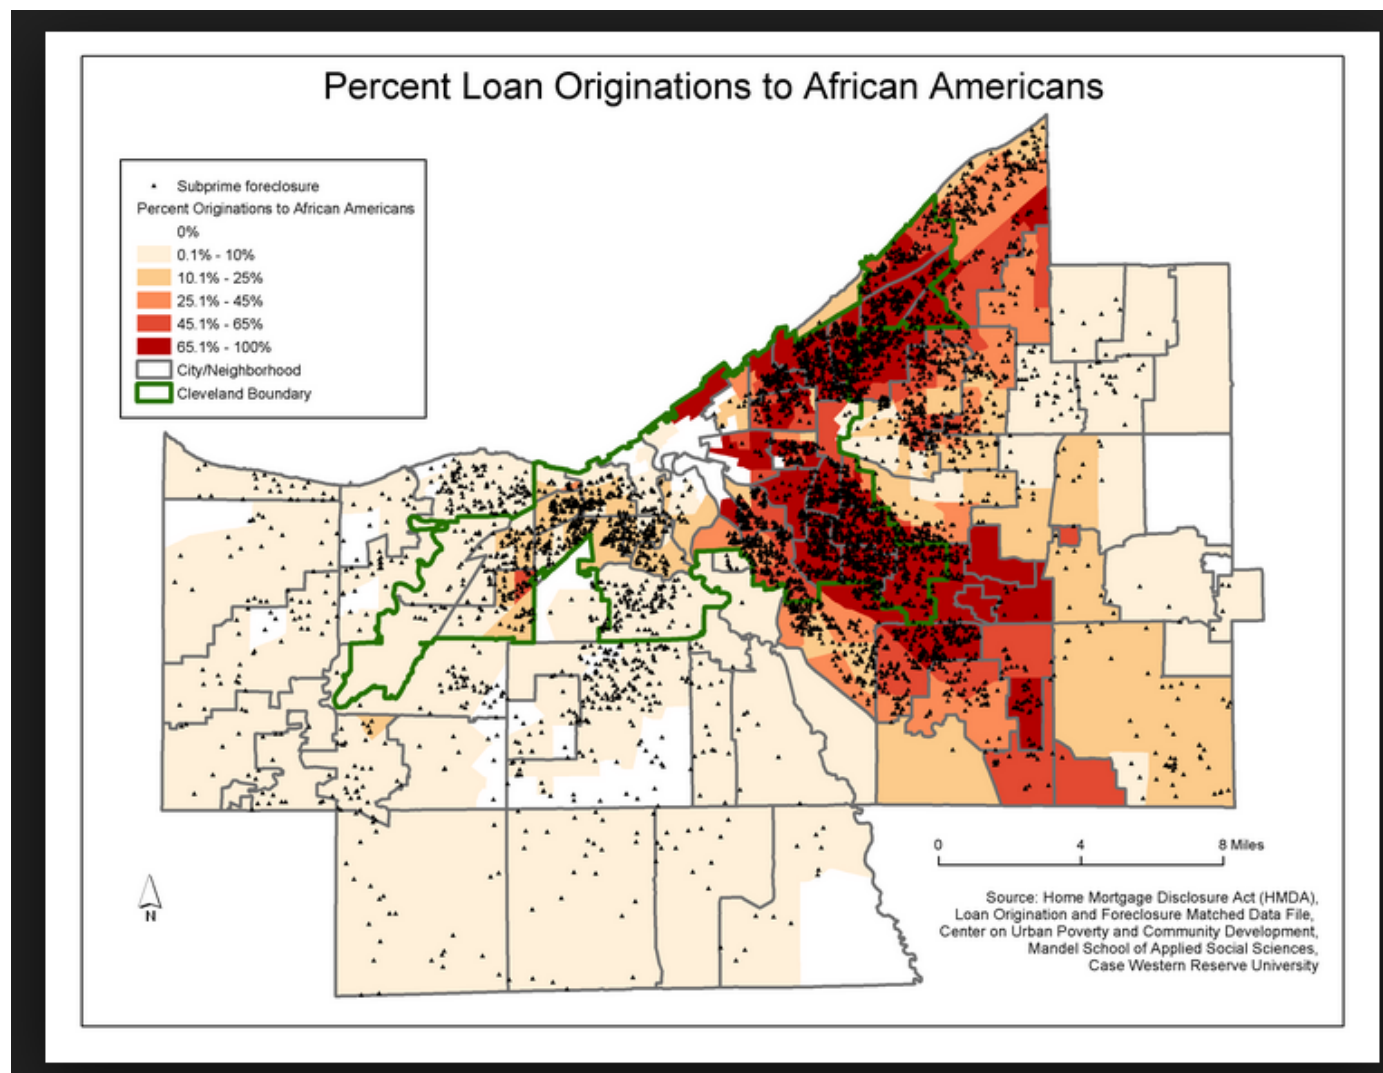 Percent Loan Originations to African Americans
Subprime foreclosure
Percent Originations to African Americans
0%
0.1% - 10%
10.1% - 25%
25.1% - 45%
45.1% - 65%
65.1% - 100%
City/Neighborhood
Cleveland Boundary
0 4 8 Miles
N
Source: Home Mortgage Disclosure Act (HMDA),
Loan Origination and Foreclosure Matched Data File,
Center on Urban Poverty and Community Development,
Mandel School of Applied Social Sciences,
Case Western Reserve University